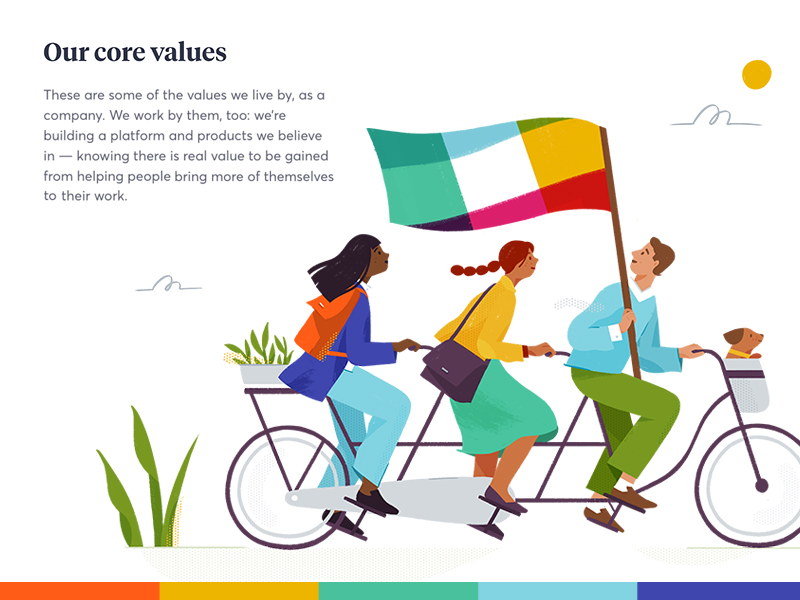 Our core values
These are some of the values we live by, as a
company. We work by them, too: we're
building a platform and products we believe
in — knowing there is real value to be gained
from helping people bring more of themselves
to their work.